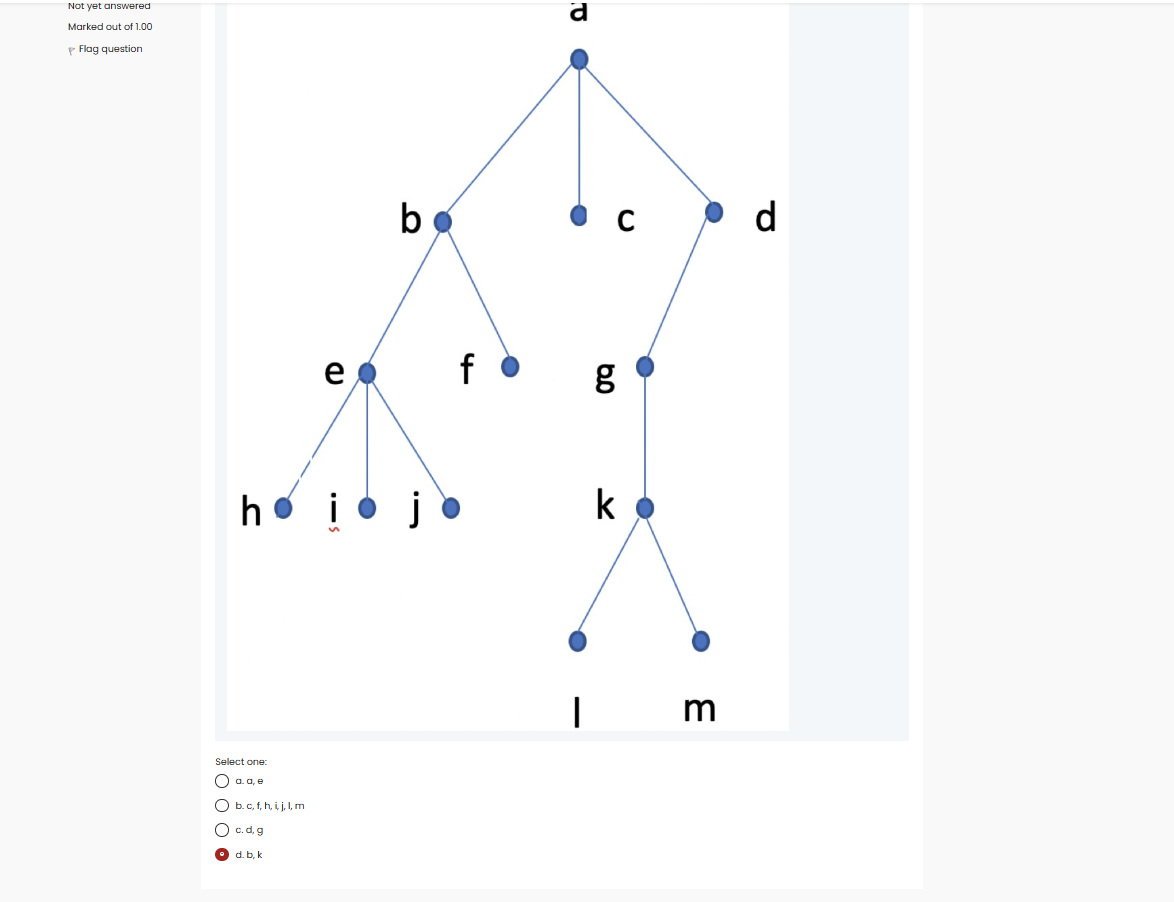 Not yet answered
Marked out of 1.00
Flag question
a
b
c
d
e
f
g
h
i
j
k
l
m
Select one:
a. a, e
b. c, f, h, i, j, l, m
c. d, g
d. b, k